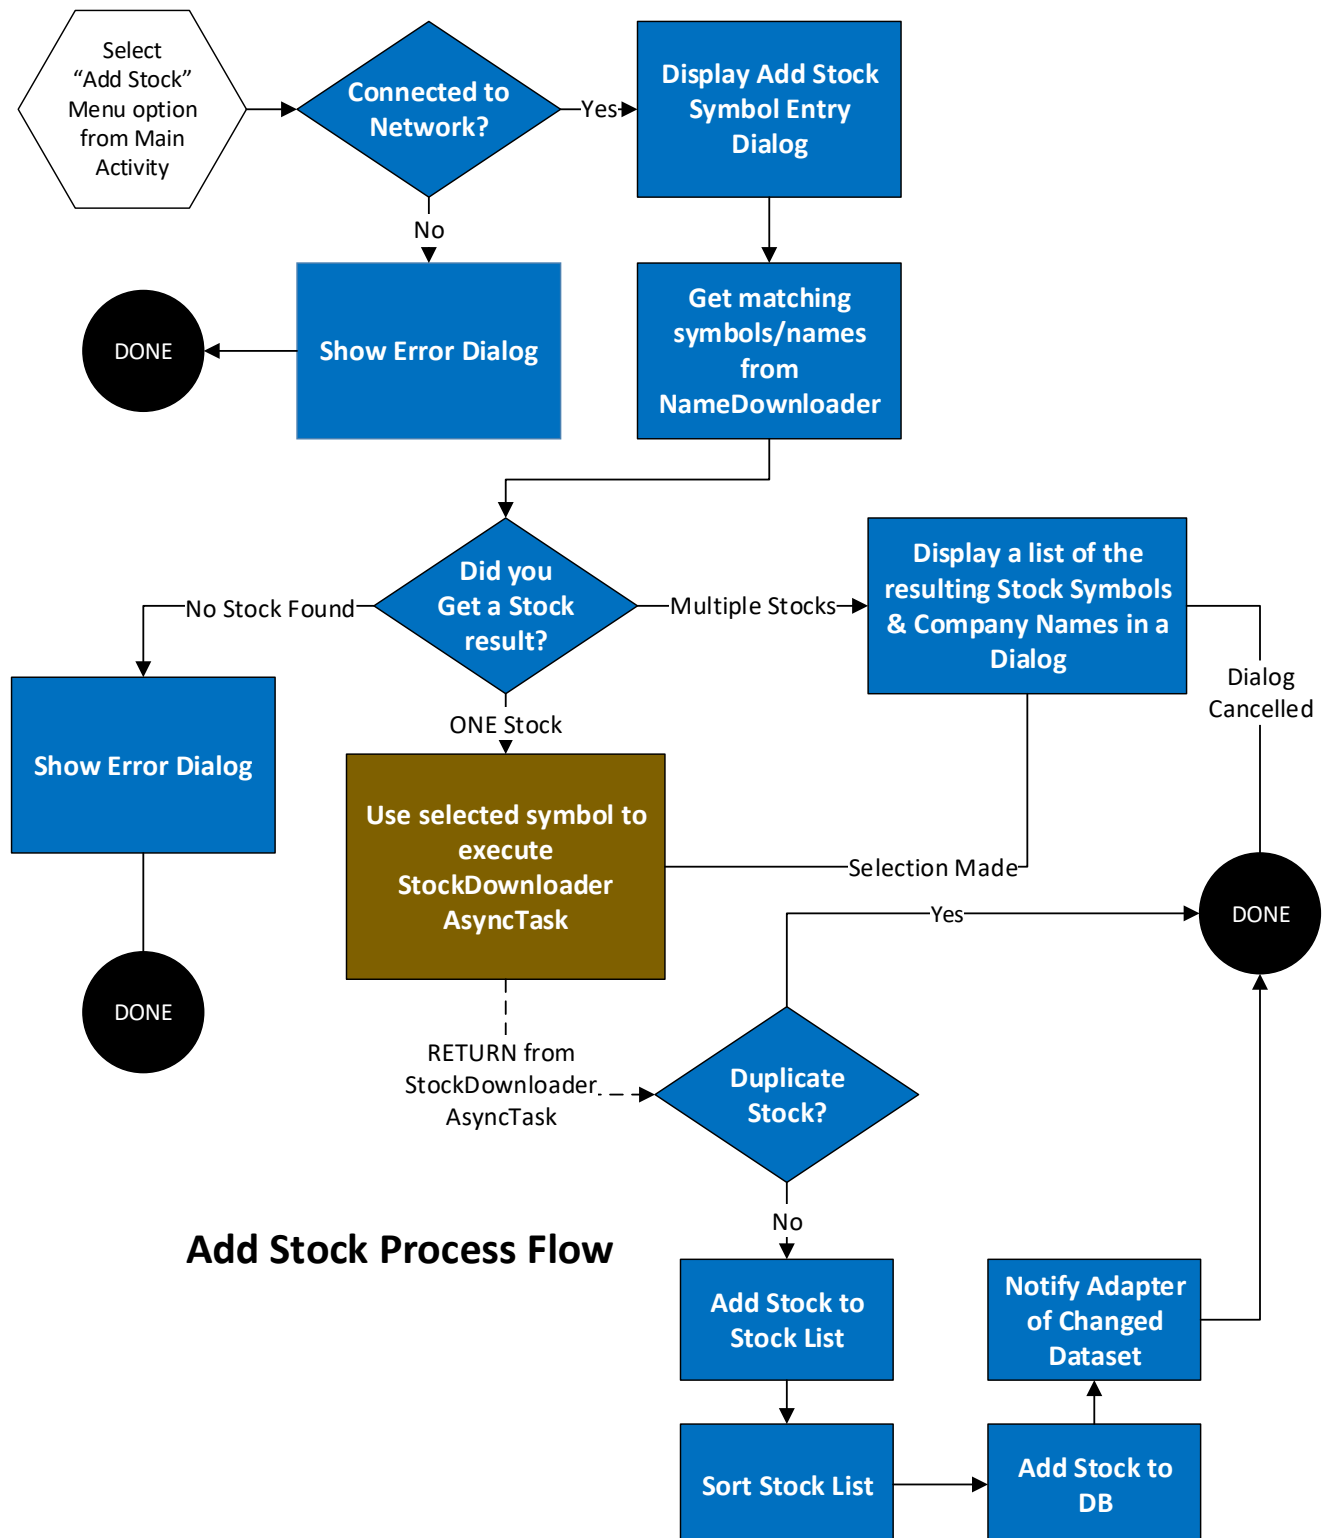 Select
“Add Stock”
Menu option
from Main
Activity
Connected to
Network?
Yes
Display Add Stock
Symbol Entry
Dialog
No
DONE
Show Error Dialog
Get matching
symbols/names
from
NameDownloader
Did you
Get a Stock
result?
No Stock Found
Multiple Stocks
Display a list of the
resulting Stock Symbols
& Company Names in a
Dialog
Dialog
Cancelled
ONE Stock
Show Error Dialog
Use selected symbol to
execute
StockDownloader
AsyncTask
Selection Made
Yes
DONE
DONE
RETURN from
StockDownloader
AsyncTask
Duplicate
Stock?
No
Add Stock Process Flow
Add Stock to
Stock List
Notify Adapter
of Changed
Dataset
Sort Stock List
Add Stock to
DB